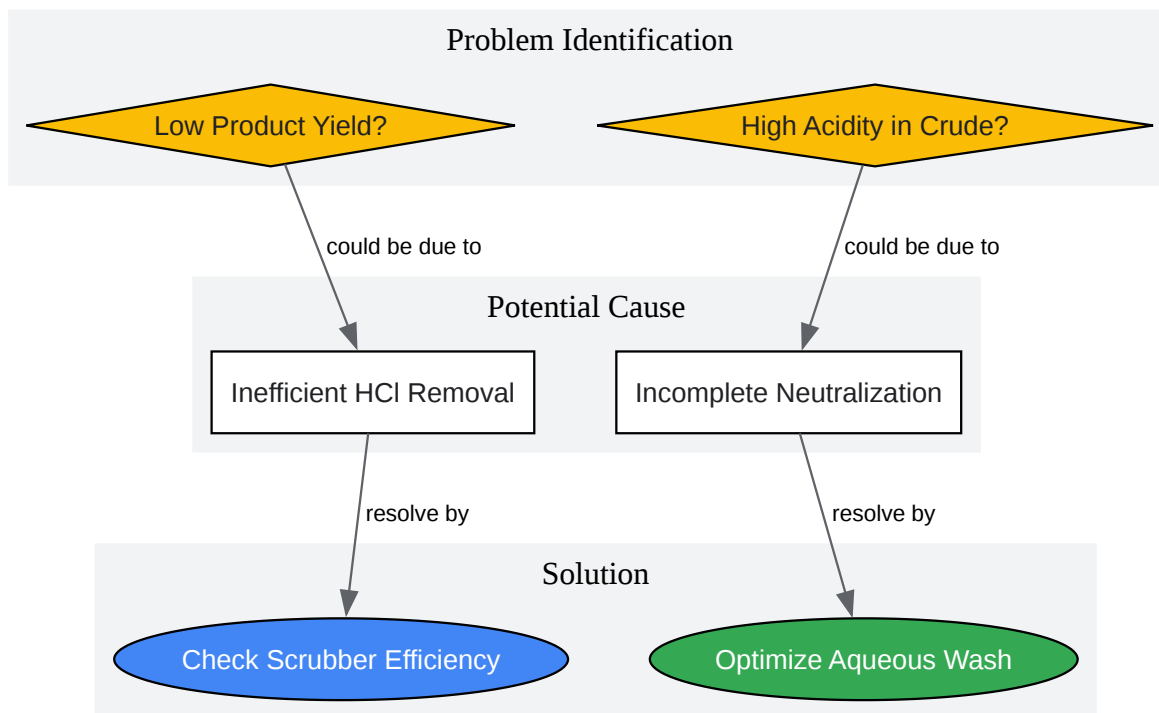 Problem Identification
Low Product Yield?
High Acidity in Crude?
could be due to
could be due to
Potential Cause
Inefficient HCl Removal
Incomplete Neutralization
resolve by
resolve by
Solution
Check Scrubber Efficiency
Optimize Aqueous Wash